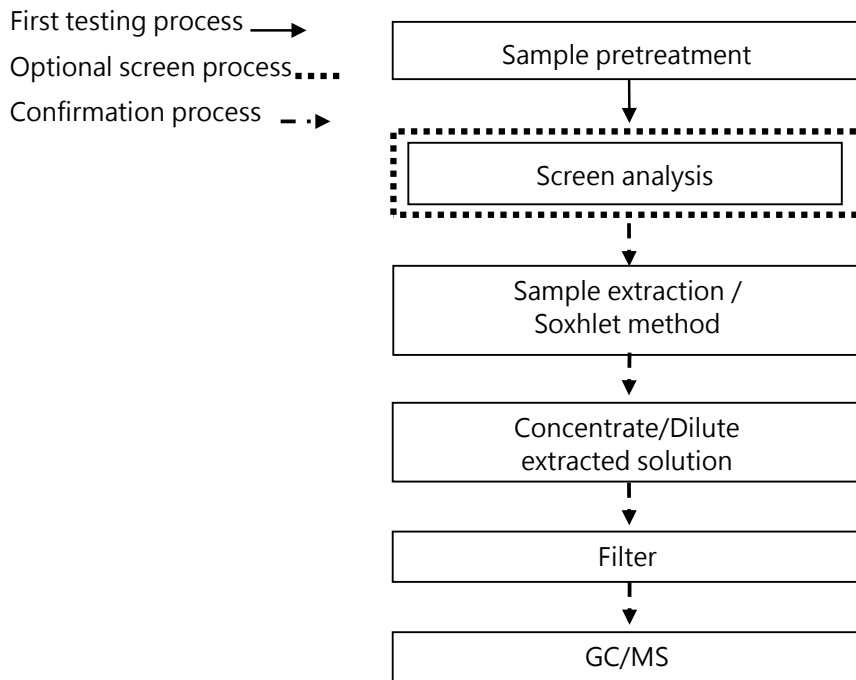 First testing process
Optional screen process
Confirmation process
Sample pretreatment
Screen analysis
Sample extraction /
Soxhlet method
Concentrate/Dilute
extracted solution
Filter
GC/MS